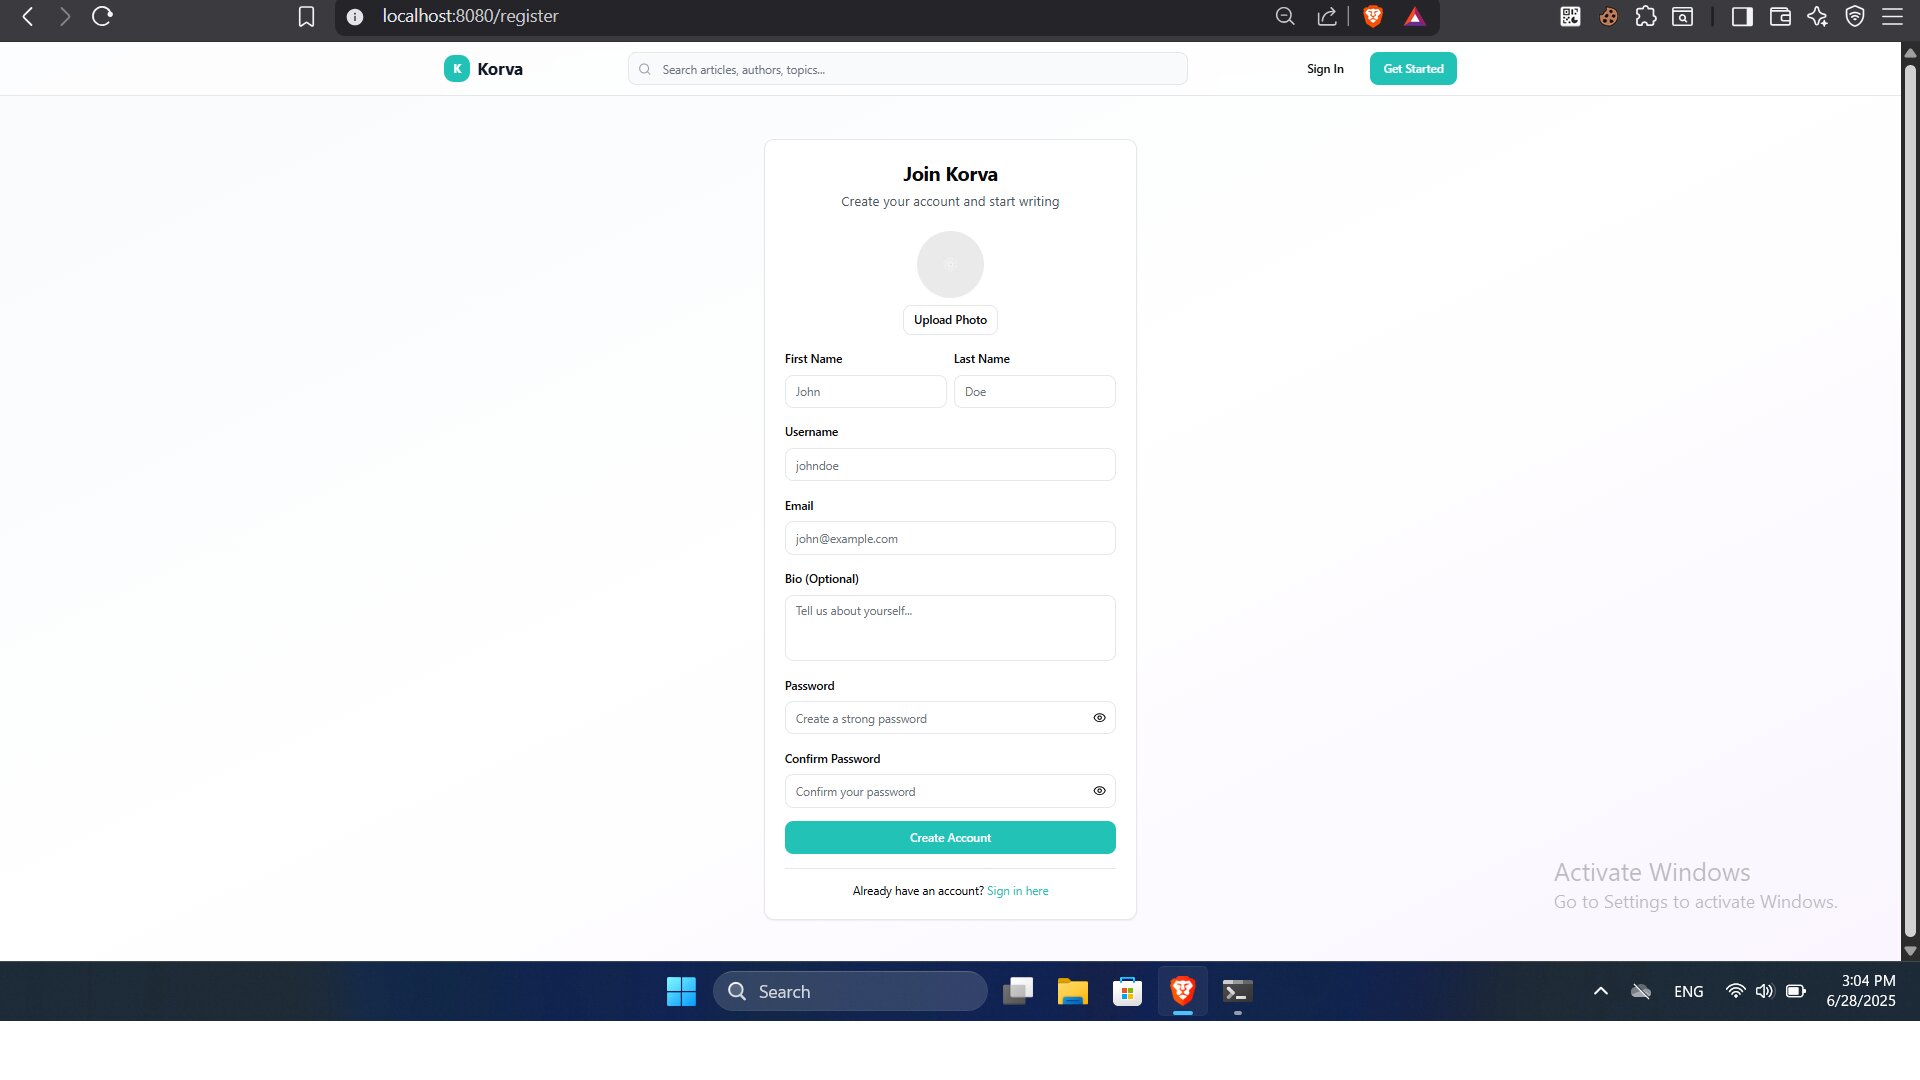 localhost:8080/register
K Korva
Search articles, authors, topics...
Sign In
Get Started
Join Korva
Create your account and start writing
Upload Photo
First Name Last Name
John Doe
Username
johndoe
Email
john@example.com
Bio (Optional)
Tell us about yourself...
Password
Create a strong password
Confirm Password
Confirm your password
Create Account
Already have an account? Sign in here
Activate Windows
Go to Settings to activate Windows.
Search
ENG
3:04 PM
6/28/2025